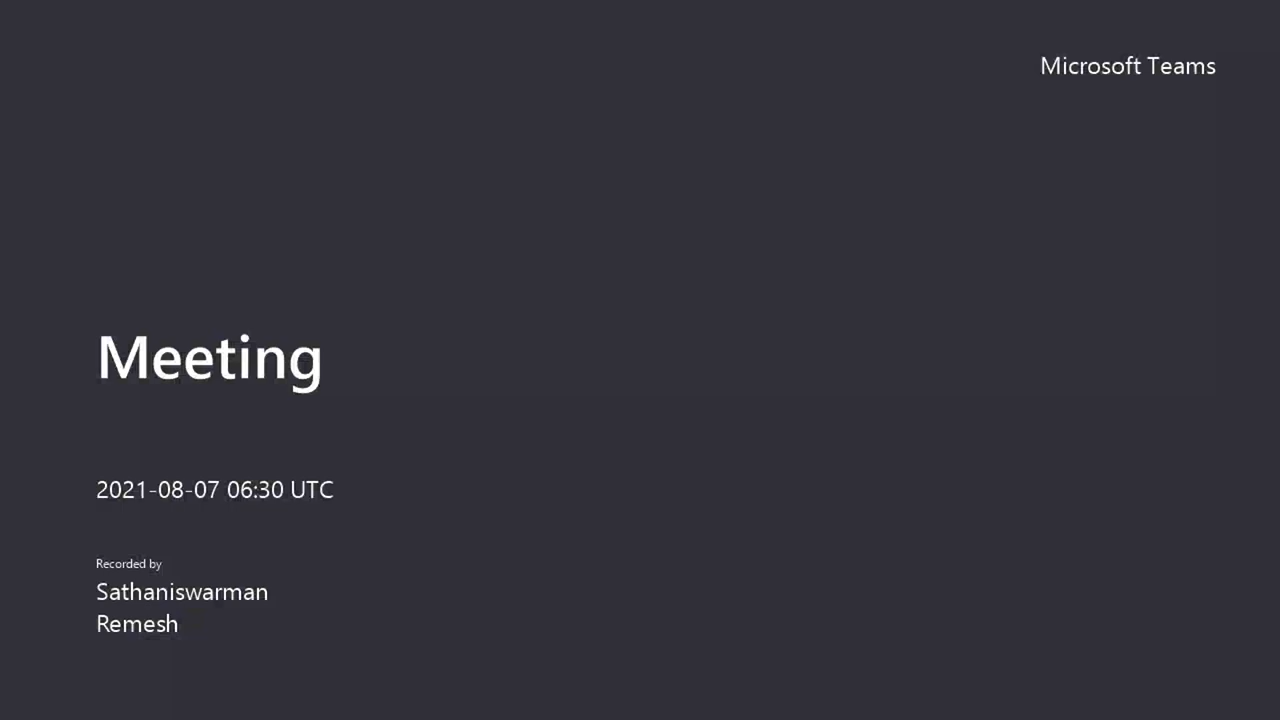 Microsoft Teams
Meeting
2021-08-07 06:30 UTC
Recorded by
Sathaniswarman
Remesh